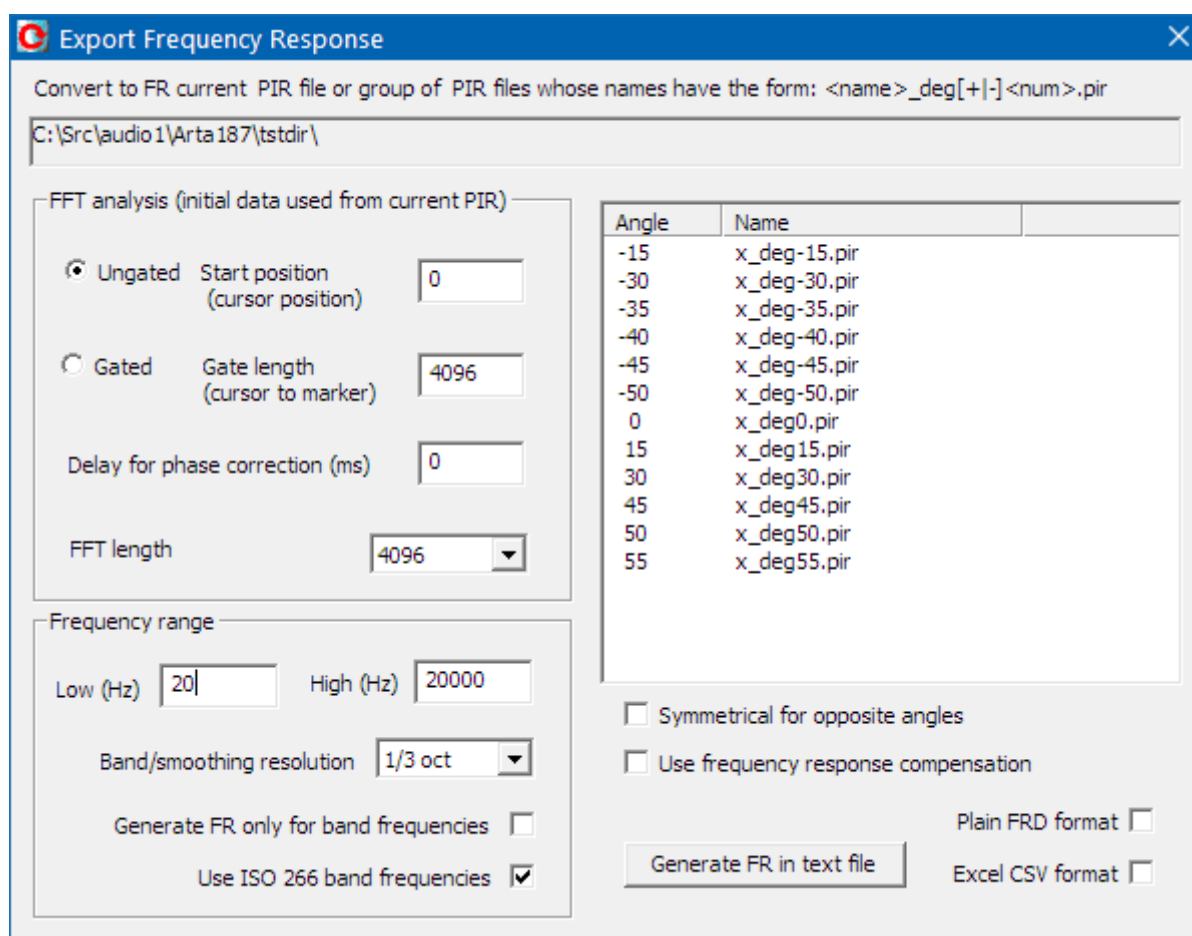 Export Frequency Response
Convert to FR current PIR file or group of PIR files whose names have the form: <name>_deg[+|-]<num>.pir
C:\Src\audio1\Arta187\tstdir\
FFT analysis (initial data used from current PIR)
Ungated Start position
(cursor position)
0
Gated Gate length
(cursor to marker)
4096
Delay for phase correction (ms) 0
FFT length 4096
Frequency range
Low (Hz) 20 High (Hz) 20000
Band/smoothing resolution 1/3 oct
Generate FR only for band frequencies
Use ISO 266 band frequencies
Angle Name
-15 x_deg-15.pir
-30 x_deg-30.pir
-35 x_deg-35.pir
-40 x_deg-40.pir
-45 x_deg-45.pir
-50 x_deg-50.pir
0 x_deg0.pir
15 x_deg15.pir
30 x_deg30.pir
45 x_deg45.pir
50 x_deg50.pir
55 x_deg55.pir
Symmetrical for opposite angles
Use frequency response compensation
Plain FRD format
Generate FR in text file
Excel CSV format